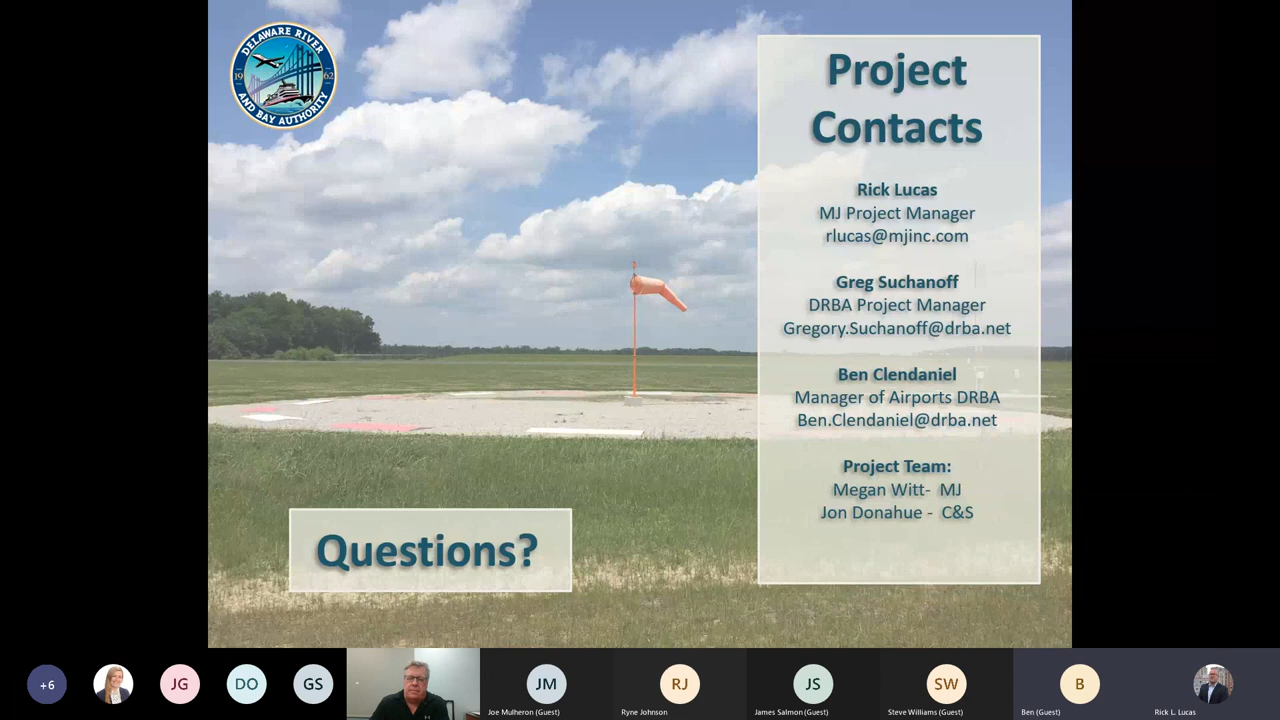 DELAWARE RIVER
19 62
AND BAY AUTHORITY
Project
Contacts
Rick Lucas
MJ Project Manager
rlucas@mjinc.com
Greg Suchanoff
DRBA Project Manager
Gregory.Suchanoff@drba.net
Ben Clendaniel
Manager of Airports DRBA
Ben.Clendaniel@drba.net
Project Team:
Megan Witt- MJ
Jon Donahue - C&S
Questions?
+6
JG
DO
GS
JM
RJ
JS
SW
B
Joe Mulheron (Guest)
Ryne Johnson
James Salmon (Guest)
Steve Williams (Guest)
Ben (Guest)
Rick L. Lucas